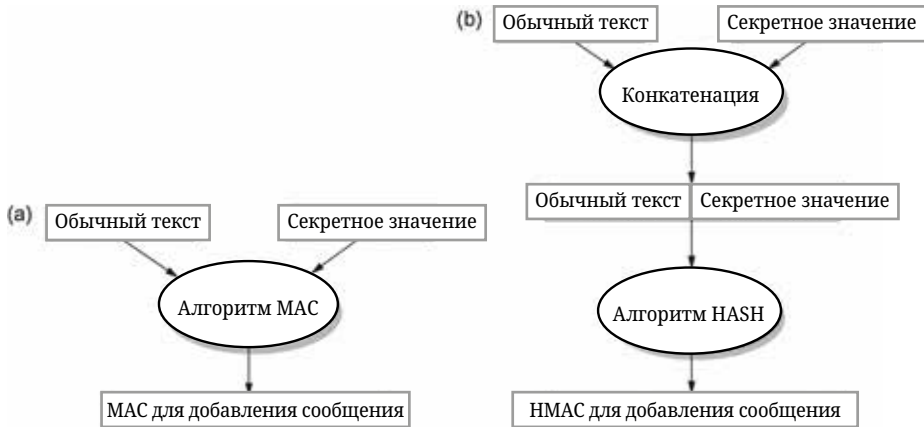 (b)
Обычный текст
Секретное значение
Конкатенация
Обычный текст
Секретное значение
Алгоритм HASH
HMAC для добавления сообщения
(a)
Обычный текст
Секретное значение
Алгоритм MAC
MAC для добавления сообщения